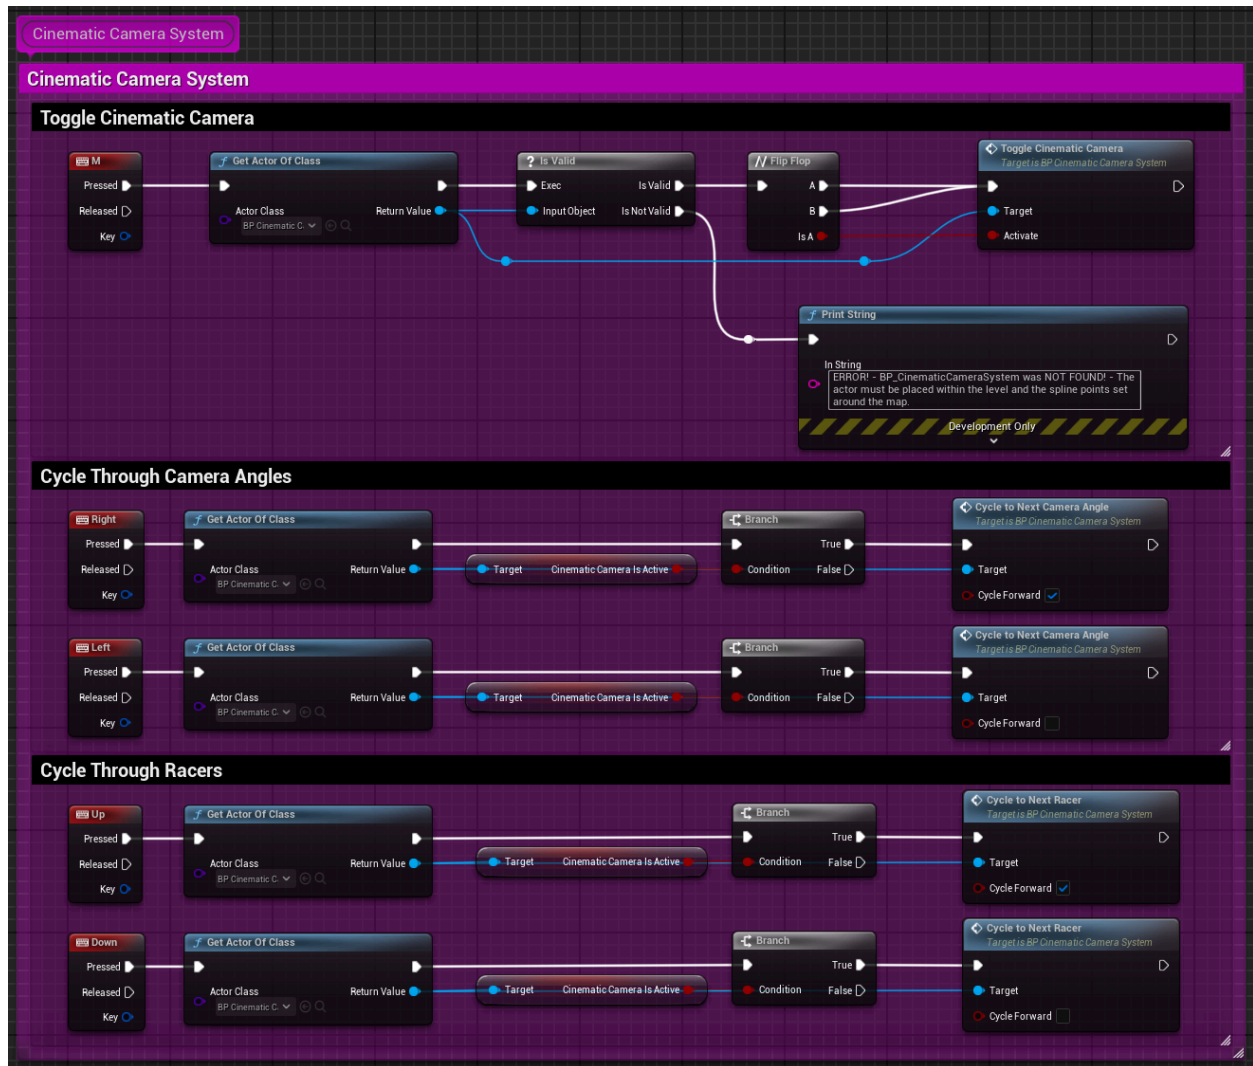 Cinematic Camera System
Cinematic Camera System
Toggle Cinematic Camera
M
Pressed
Released
Key
Get Actor Of Class
Actor Class
BP Cinematic C
Return Value
Is Valid
Exec
Is Valid
Input Object
Is Not Valid
Flip Flop
A
B
Is A
Toggle Cinematic Camera
Target is BP Cinematic Camera System
Target
Activate
Print String
In String
ERROR! - BP_CinematicCameraSystem was NOT FOUND! - The
actor must be placed within the level and the spline points set
around the map.
Development Only
Cycle Through Camera Angles
Right
Pressed
Released
Key
Get Actor Of Class
Actor Class
BP Cinematic C
Return Value
Target
Cinematic Camera Is Active
Branch
True
Condition
False
Cycle to Next Camera Angle
Target is BP Cinematic Camera System
Target
Cycle Forward
Left
Pressed
Released
Key
Get Actor Of Class
Actor Class
BP Cinematic C
Return Value
Target
Cinematic Camera Is Active
Branch
True
Condition
False
Cycle to Next Camera Angle
Target is BP Cinematic Camera System
Target
Cycle Forward
Cycle Through Racers
Up
Pressed
Released
Key
Get Actor Of Class
Actor Class
BP Cinematic C
Return Value
Target
Cinematic Camera Is Active
Branch
True
Condition
False
Cycle to Next Racer
Target is BP Cinematic Camera System
Target
Cycle Forward
Down
Pressed
Released
Key
Get Actor Of Class
Actor Class
BP Cinematic C
Return Value
Target
Cinematic Camera Is Active
Branch
True
Condition
False
Cycle to Next Racer
Target is BP Cinematic Camera System
Target
Cycle Forward